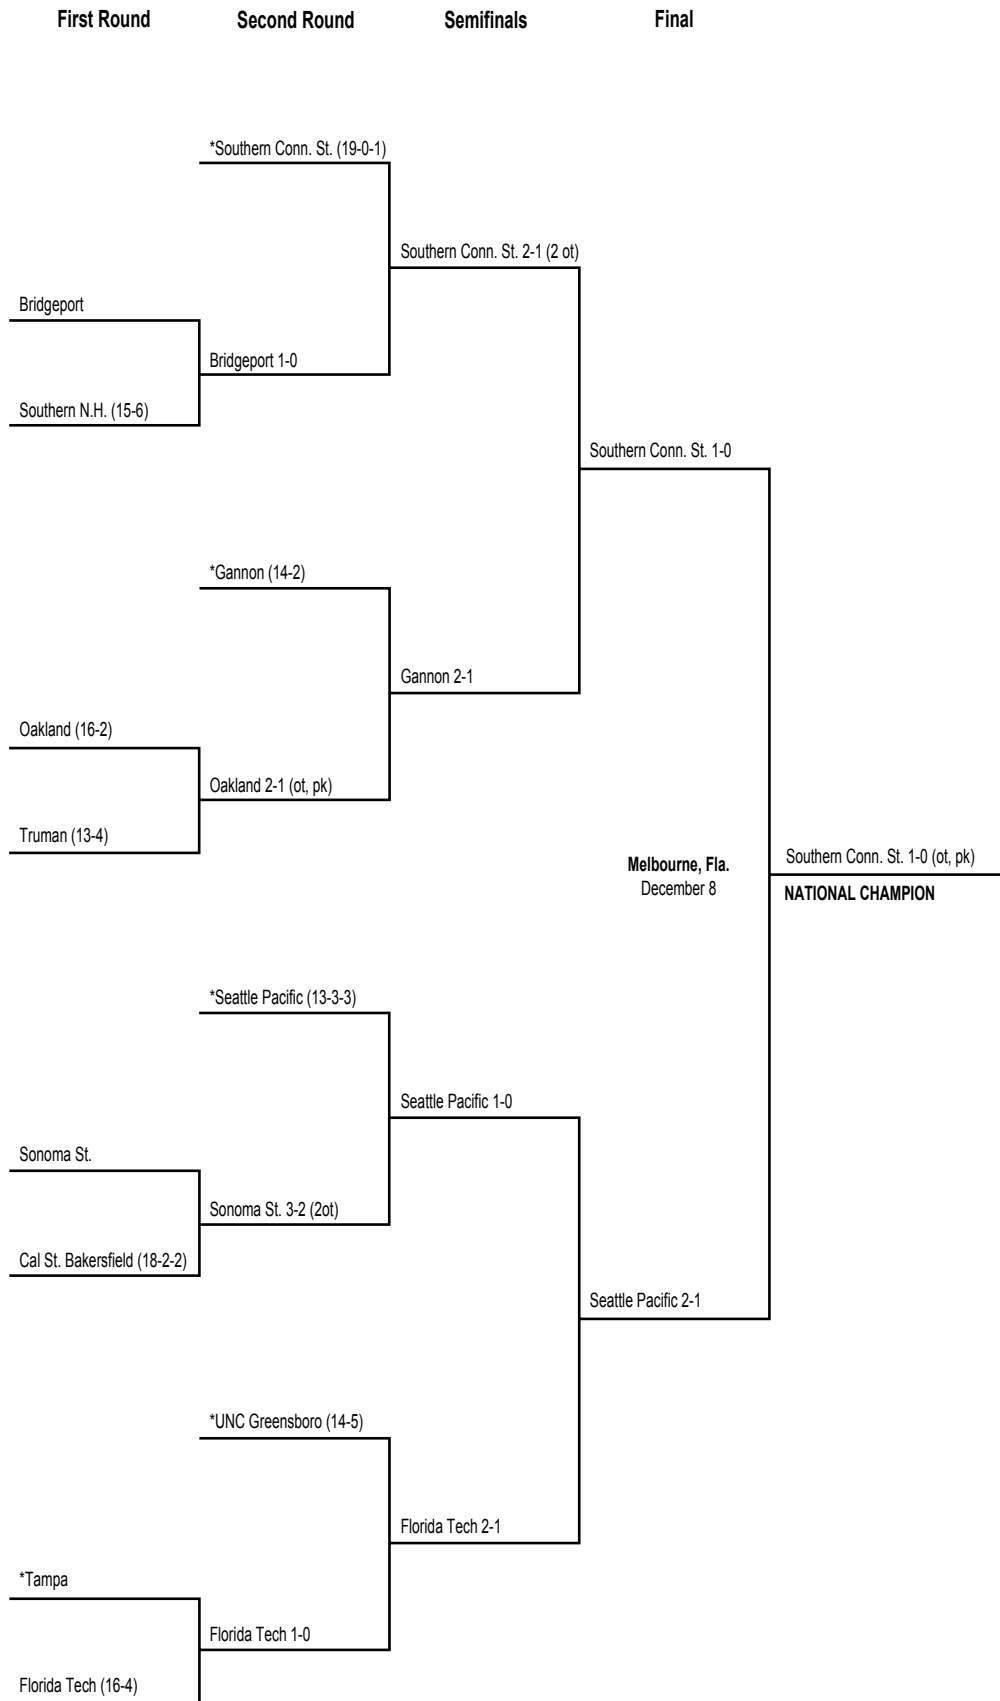 First Round Second Round Semifinals Final
*Southern Conn. St. (19-0-1)
Southern Conn. St. 2-1 (2 ot)
Bridgeport
Bridgeport 1-0
Southern N.H. (15-6)
Southern Conn. St. 1-0
*Gannon (14-2)
Gannon 2-1
Oakland (16-2)
Oakland 2-1 (ot, pk)
Truman (13-4)
Melbourne, Fla.
December 8
Southern Conn. St. 1-0 (ot, pk)
NATIONAL CHAMPION
*Seattle Pacific (13-3-3)
Seattle Pacific 1-0
Sonoma St.
Sonoma St. 3-2 (2ot)
Cal St. Bakersfield (18-2-2)
Seattle Pacific 2-1
*UNC Greensboro (14-5)
Florida Tech 2-1
*Tampa
Florida Tech 1-0
Florida Tech (16-4)